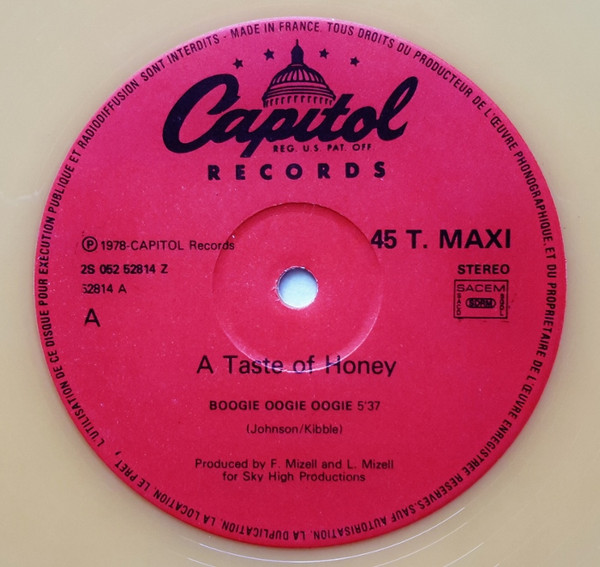 SONT INTERDITS - MADE IN FRANCE. TOUS DROITS DU PRODUCTEUR DE L'ŒUVRE PHONOGRAPHIQUE ET DU PROPRIETAIRE DE L'ŒUVRE ENREGISTREE RESERVES. SAUF AUTORISATION. LA DUPLICATION. LA LOCATION. LE PRET, L'UTILISATION DE CE DISQUE POUR EXECUTION PUBLIQUE ET RADIODIFFUSION
Capitol
REG. U.S. PAT. OFF.
RECORDS
℗ 1978-CAPITOL Records
45 T. MAXI
2S 052 52814 Z
STEREO
52814 A
SACEM
A
A Taste of Honey
BOOGIE OOGIE OOGIE 5'37
(Johnson/Kibble)
Produced by F. Mizell and L. Mizell
for Sky High Productions